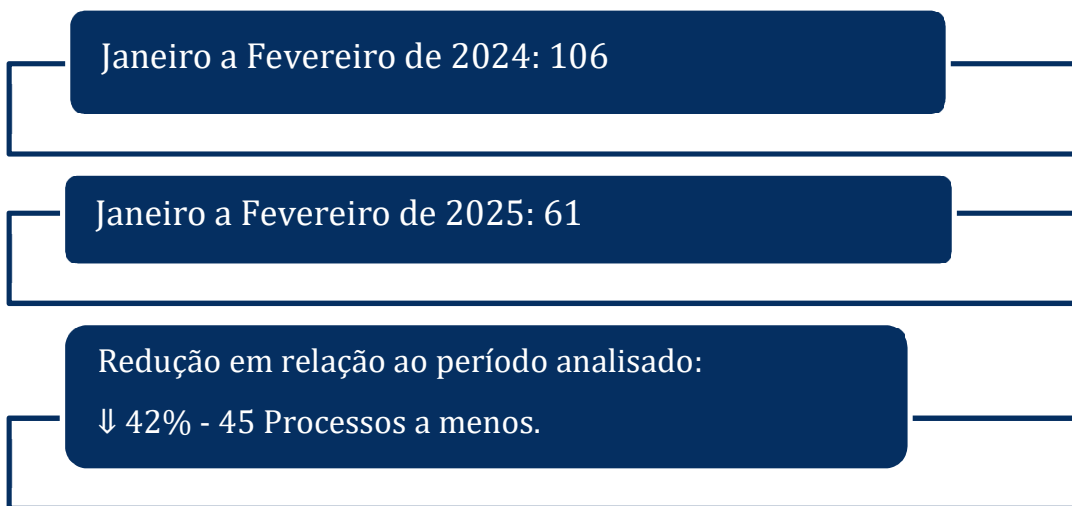 Janeiro a Fevereiro de 2024: 106
Janeiro a Fevereiro de 2025: 61
Redução em relação ao período analisado:
⇓ 42% - 45 Processos a menos.